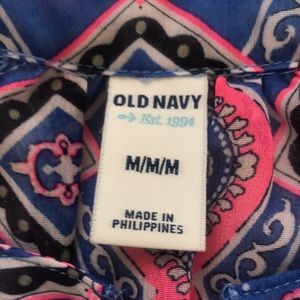 OLD NAVY
Est. 1994
M/M/M
MADE IN
PHILIPPINES